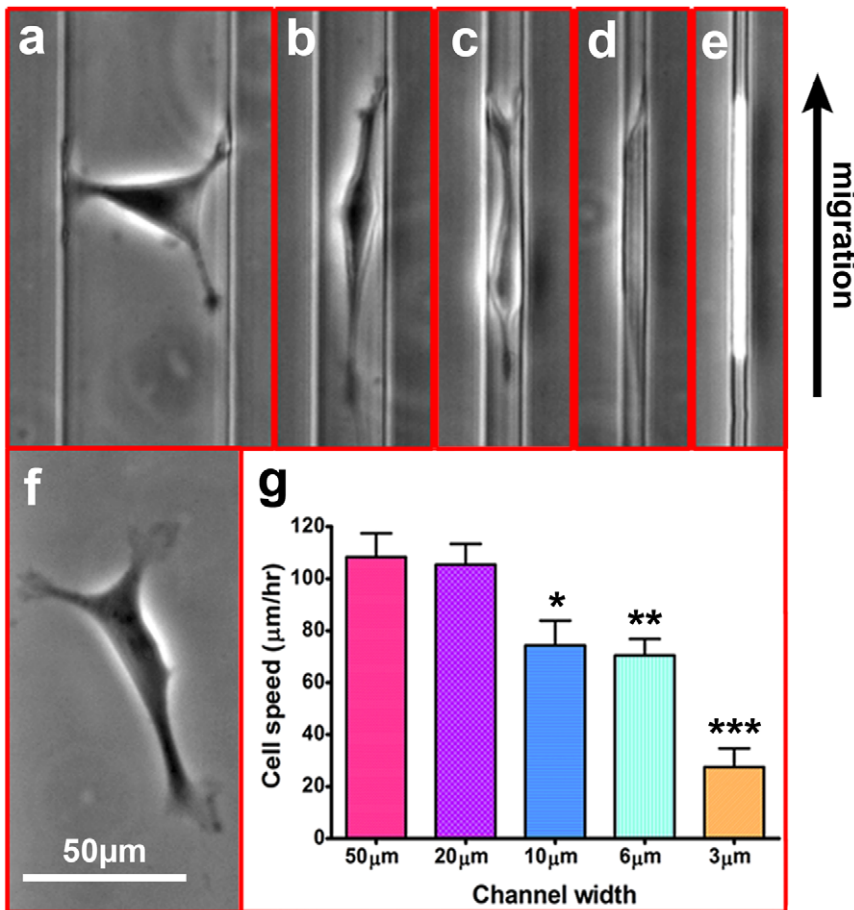 a
b
c
d
e
migration
f
50μm
g
Cell speed (μm/hr)
120
100
80
60
40
20
0
*
**
***
50μm
20μm
10μm
6μm
3μm
Channel width